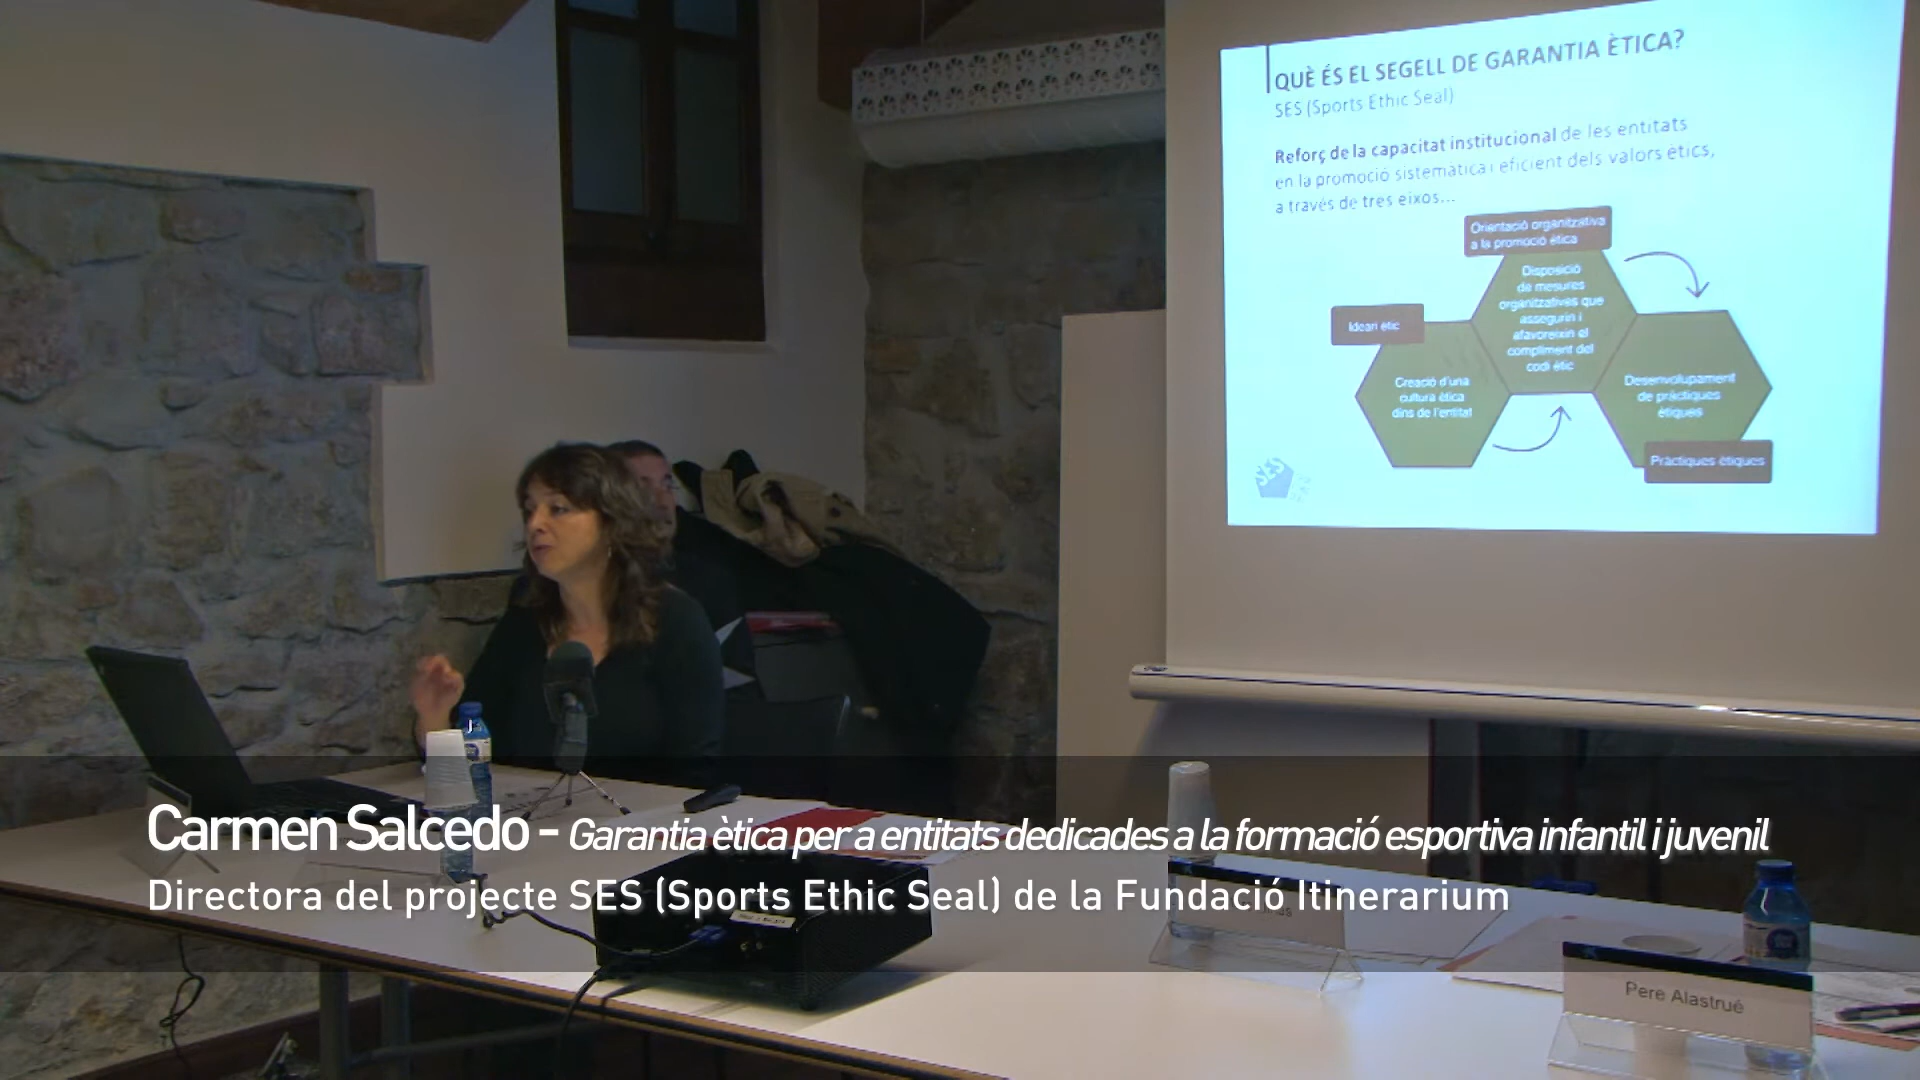 QUÈ ÉS EL SEGELL DE GARANTIA ÈTICA?
SES (Sports Ethic Seal)
Reforç de la capacitat institucional de les entitats
en la promoció sistemàtica i eficient dels valors ètics,
a través de tres eixos...
Orientació organitzativa
a la promoció ètica
Disposició
de mesures
organitzatives que
assegurin i
afavoreixin el
compliment del
codi ètic
Ideari ètic
Creació d'una
cultura ètica
dins de l'entitat
Desenvolupament
de pràctiques
ètiques
Pràctiques ètiques
SES
Carmen Salcedo - Garantia ètica per a entitats dedicades a la formació esportiva infantil i juvenil
Directora del projecte SES (Sports Ethic Seal) de la Fundació Itinerarium
Pere Alastrué